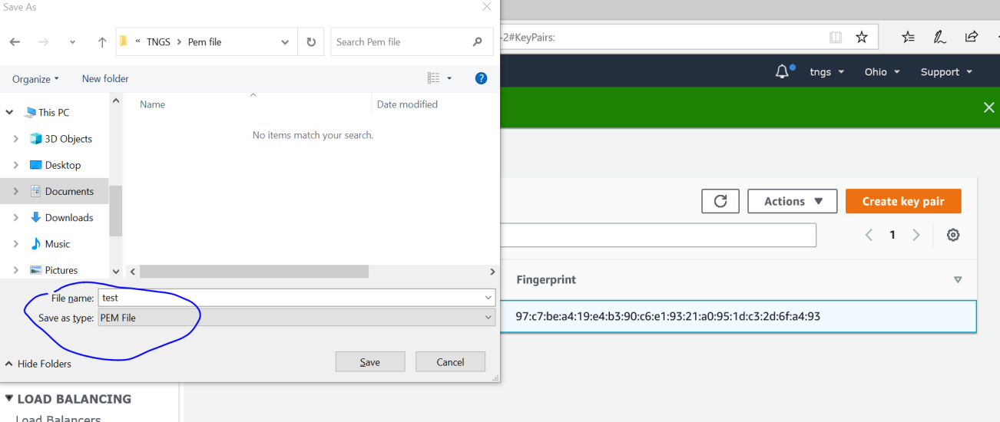 Save As
« TNGS > Pem file
Search Pem file
Organize
New folder
?
This PC
3D Objects
Desktop
Documents
Downloads
Music
Pictures
Name
Date modified
No items match your search.
File name: test
Save as type: PEM File
Hide Folders
Save
Cancel
-2#KeyPairs:
tngs
Ohio
Support
Actions
Create key pair
1
Fingerprint
97:c7:be:a4:19:e4:b3:90:c6:e1:93:21:a0:95:1d:c3:2d:6f:a4:93
LOAD BALANCING
Load Balancers